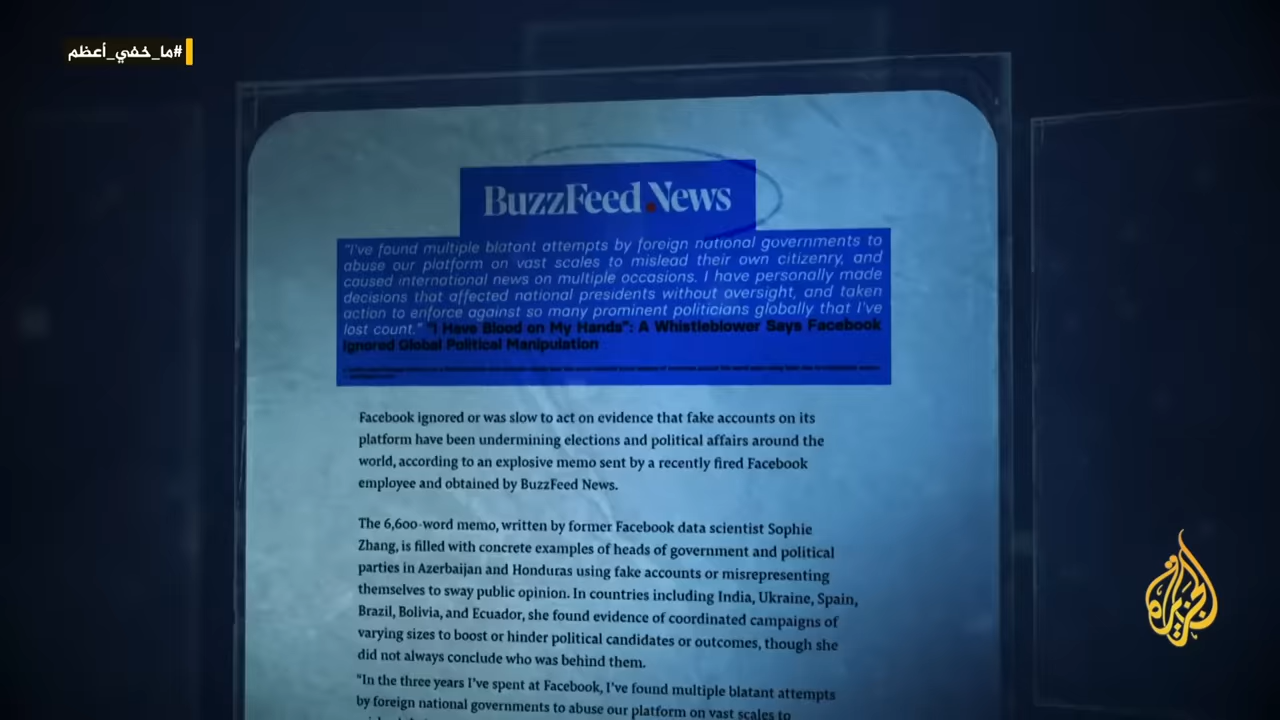 #ما_خفي_أعظم
BuzzFeed News
"I've found multiple blatant attempts by foreign national governments to
abuse our platform on vast scales to mislead their own citizenry, and
caused international news on multiple occasions. I have personally made
decisions that affected national presidents without oversight, and taken
action to enforce against so many prominent politicians globally that I've
lost count." "I Have Blood on My Hands": A Whistleblower Says Facebook
Ignored Global Political Manipulation
Facebook ignored or was slow to act on evidence that fake accounts on its
platform have been undermining elections and political affairs around the
world, according to an explosive memo sent by a recently fired Facebook
employee and obtained by BuzzFeed News.
The 6,600-word memo, written by former Facebook data scientist Sophie
Zhang, is filled with concrete examples of heads of government and political
parties in Azerbaijan and Honduras using fake accounts or misrepresenting
themselves to sway public opinion. In countries including India, Ukraine, Spain,
Brazil, Bolivia, and Ecuador, she found evidence of coordinated campaigns of
varying sizes to boost or hinder political candidates or outcomes, though she
did not always conclude who was behind them.
"In the three years I've spent at Facebook, I've found multiple blatant attempts
by foreign national governments to abuse our platform on vast scales to
الجزيرة